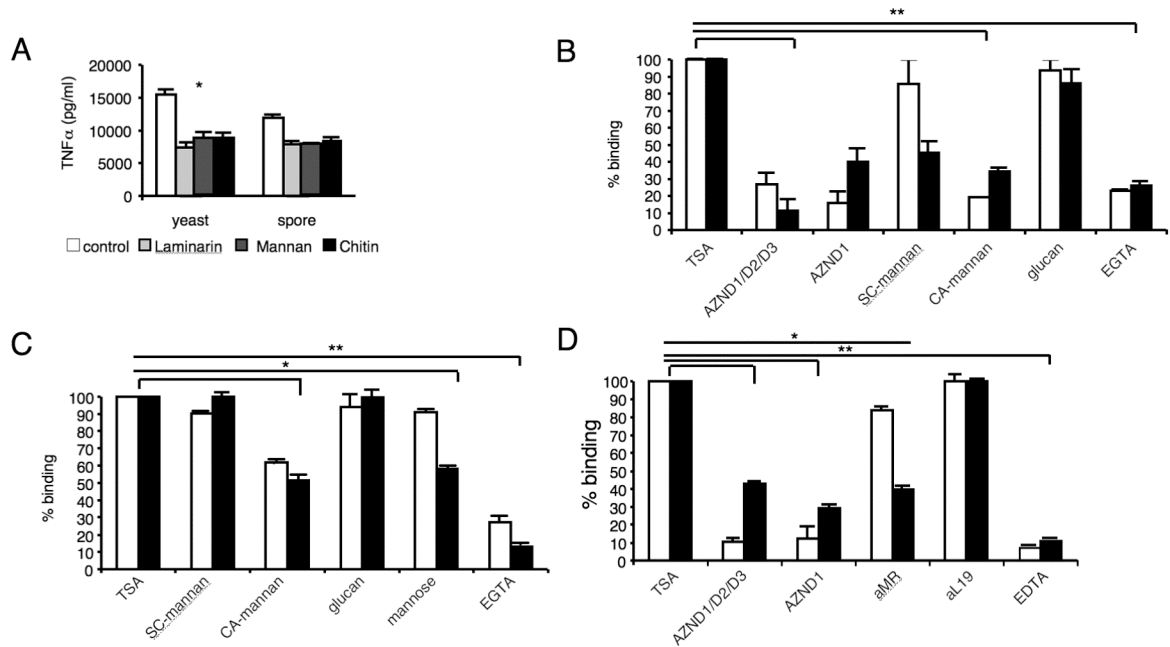 A
TNFα (pg/ml)
20000
15000
10000
5000
0
*
yeast
spore
control
Laminarin
Mannan
Chitin
B
**
% binding
100
90
80
70
60
50
40
30
20
10
0
TSA
AZND1/D2/D3
AZND1
SC-mannan
CA-mannan
glucan
EGTA
C
**
*
% binding
100
90
80
70
60
50
40
30
20
10
0
TSA
SC-mannan
CA-mannan
glucan
mannose
EGTA
D
*
**
% binding
100
90
80
70
60
50
40
30
20
10
0
TSA
AZND1/D2/D3
AZND1
aMR
aL19
EDTA